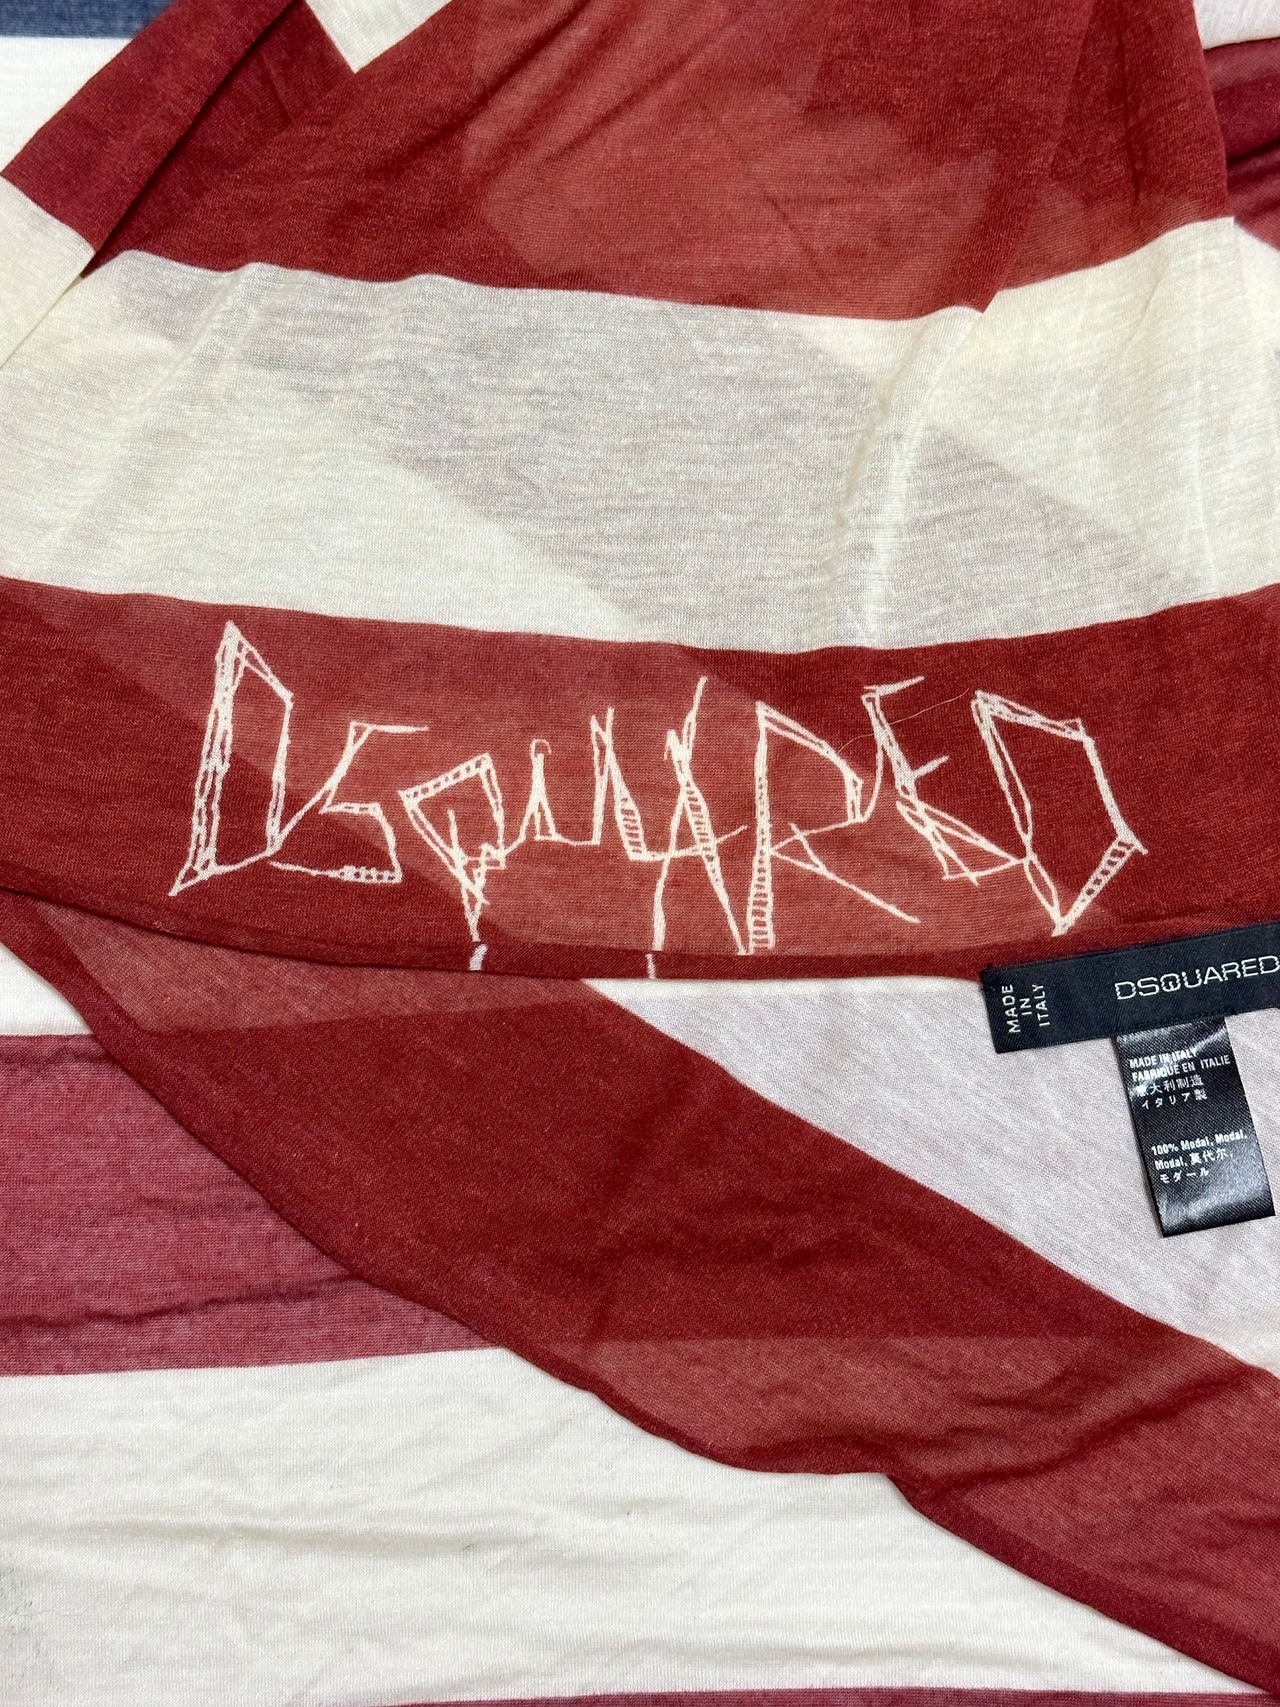 DSQUARED
DSQUARED
MADE
IN
ITALY
MADE IN ITALY
FABRIQUE EN ITALIE
意大利制造
イタリア製
100% Modal, Modal,
Modal, 莫代尔,
モダール